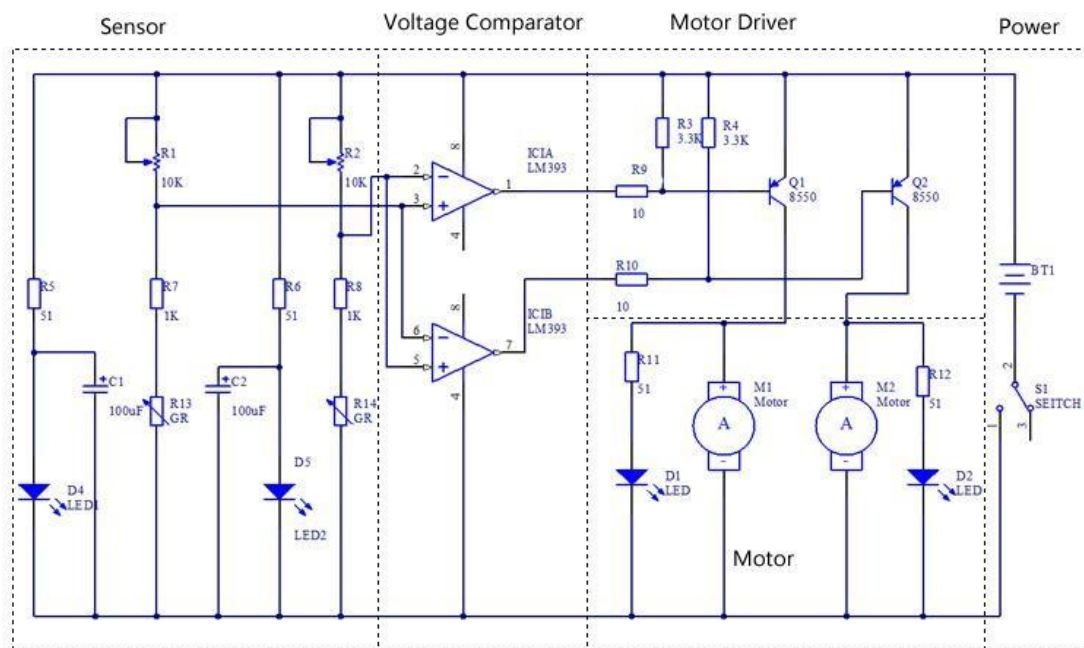 Sensor
Voltage Comparator
Motor Driver
Power
R1
10K
R2
10K
R3
3.3K
R4
3.3K
ICIA
LM393
8
2
3
1
4
R9
10
Q1
8550
Q2
8550
R5
51
R7
1K
R6
51
R8
1K
R10
10
BT1
ICIB
LM393
8
6
5
7
4
C1
100uF
R13
GR
C2
100uF
R14
GR
R11
51
M1
Motor
A
M2
Motor
A
R12
51
2
S1
SEITCH
1
3
D4
LED1
D5
LED2
D1
LED
D2
LED
Motor